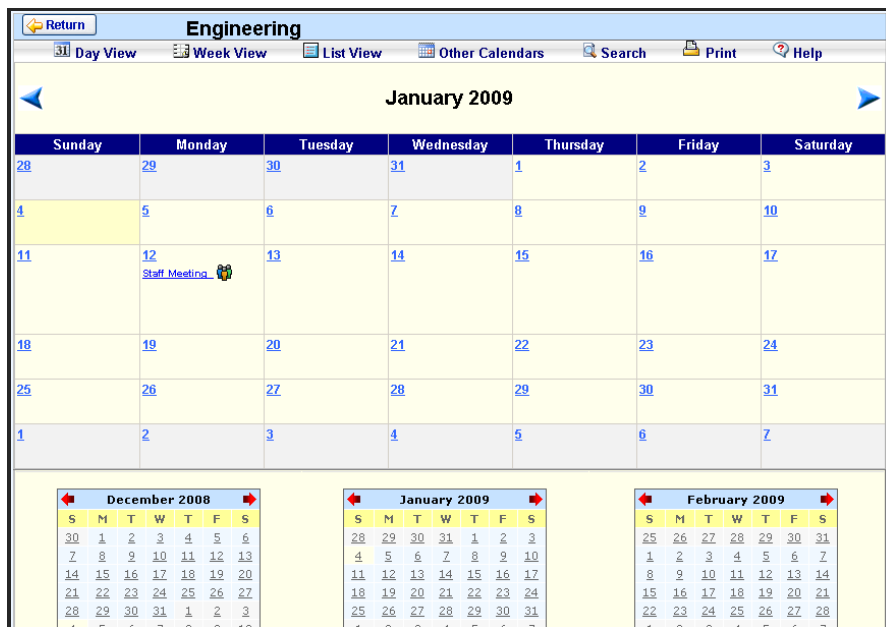 Return Engineering
31 Day View Week View List View Other Calendars Search Print Help
January 2009
Sunday Monday Tuesday Wednesday Thursday Friday Saturday
28 29 30 31 1 2 3
4 5 6 7 8 9 10
11 12 13 14 15 16 17
Staff Meeting
18 19 20 21 22 23 24
25 26 27 28 29 30 31
1 2 3 4 5 6 7
December 2008 January 2009 February 2009
S M T W T F S S M T W T F S S M T W T F S
30 1 2 3 4 5 6 28 29 30 31 1 2 3 25 26 27 28 29 30 31
7 8 9 10 11 12 13 4 5 6 7 8 9 10 1 2 3 4 5 6 7
14 15 16 17 18 19 20 11 12 13 14 15 16 17 8 9 10 11 12 13 14
21 22 23 24 25 26 27 18 19 20 21 22 23 24 15 16 17 18 19 20 21
28 29 30 31 1 2 3 25 26 27 28 29 30 31 22 23 24 25 26 27 28